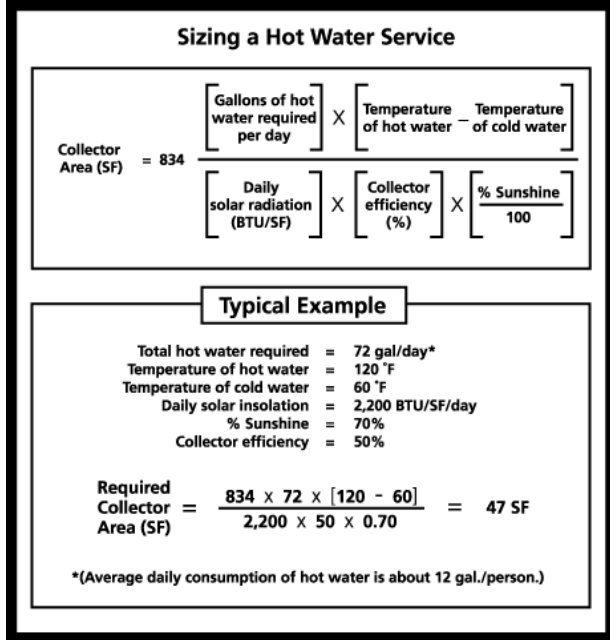 Sizing a Hot Water Service
Collector
Area (SF)
= 834
Gallons of hot
water required
per day
X
Temperature
of hot water
–
Temperature
of cold water
Daily
solar radiation
(BTU/SF)
X
Collector
efficiency
(%)
X
% Sunshine
100
Typical Example
Total hot water required = 72 gal/day*
Temperature of hot water = 120 °F
Temperature of cold water = 60 °F
Daily solar insolation = 2,200 BTU/SF/day
% Sunshine = 70%
Collector efficiency = 50%
Required
Collector
Area (SF)
=
834 X 72 X [120 - 60]
2,200 X 50 X 0.70
= 47 SF
*(Average daily consumption of hot water is about 12 gal./person.)